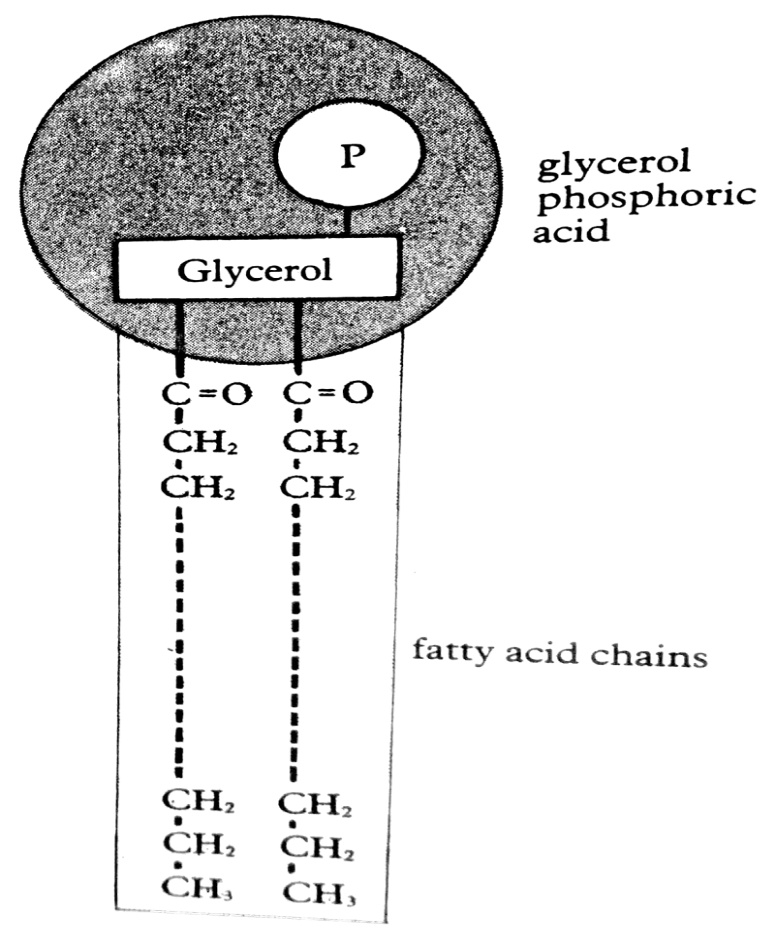 P
glycerol
phosphoric
acid
Glycerol
C=O C=O
CH₂ CH₂
CH₂ CH₂
fatty acid chains
CH₂ CH₂
CH₂ CH₂
CH₃ CH₃